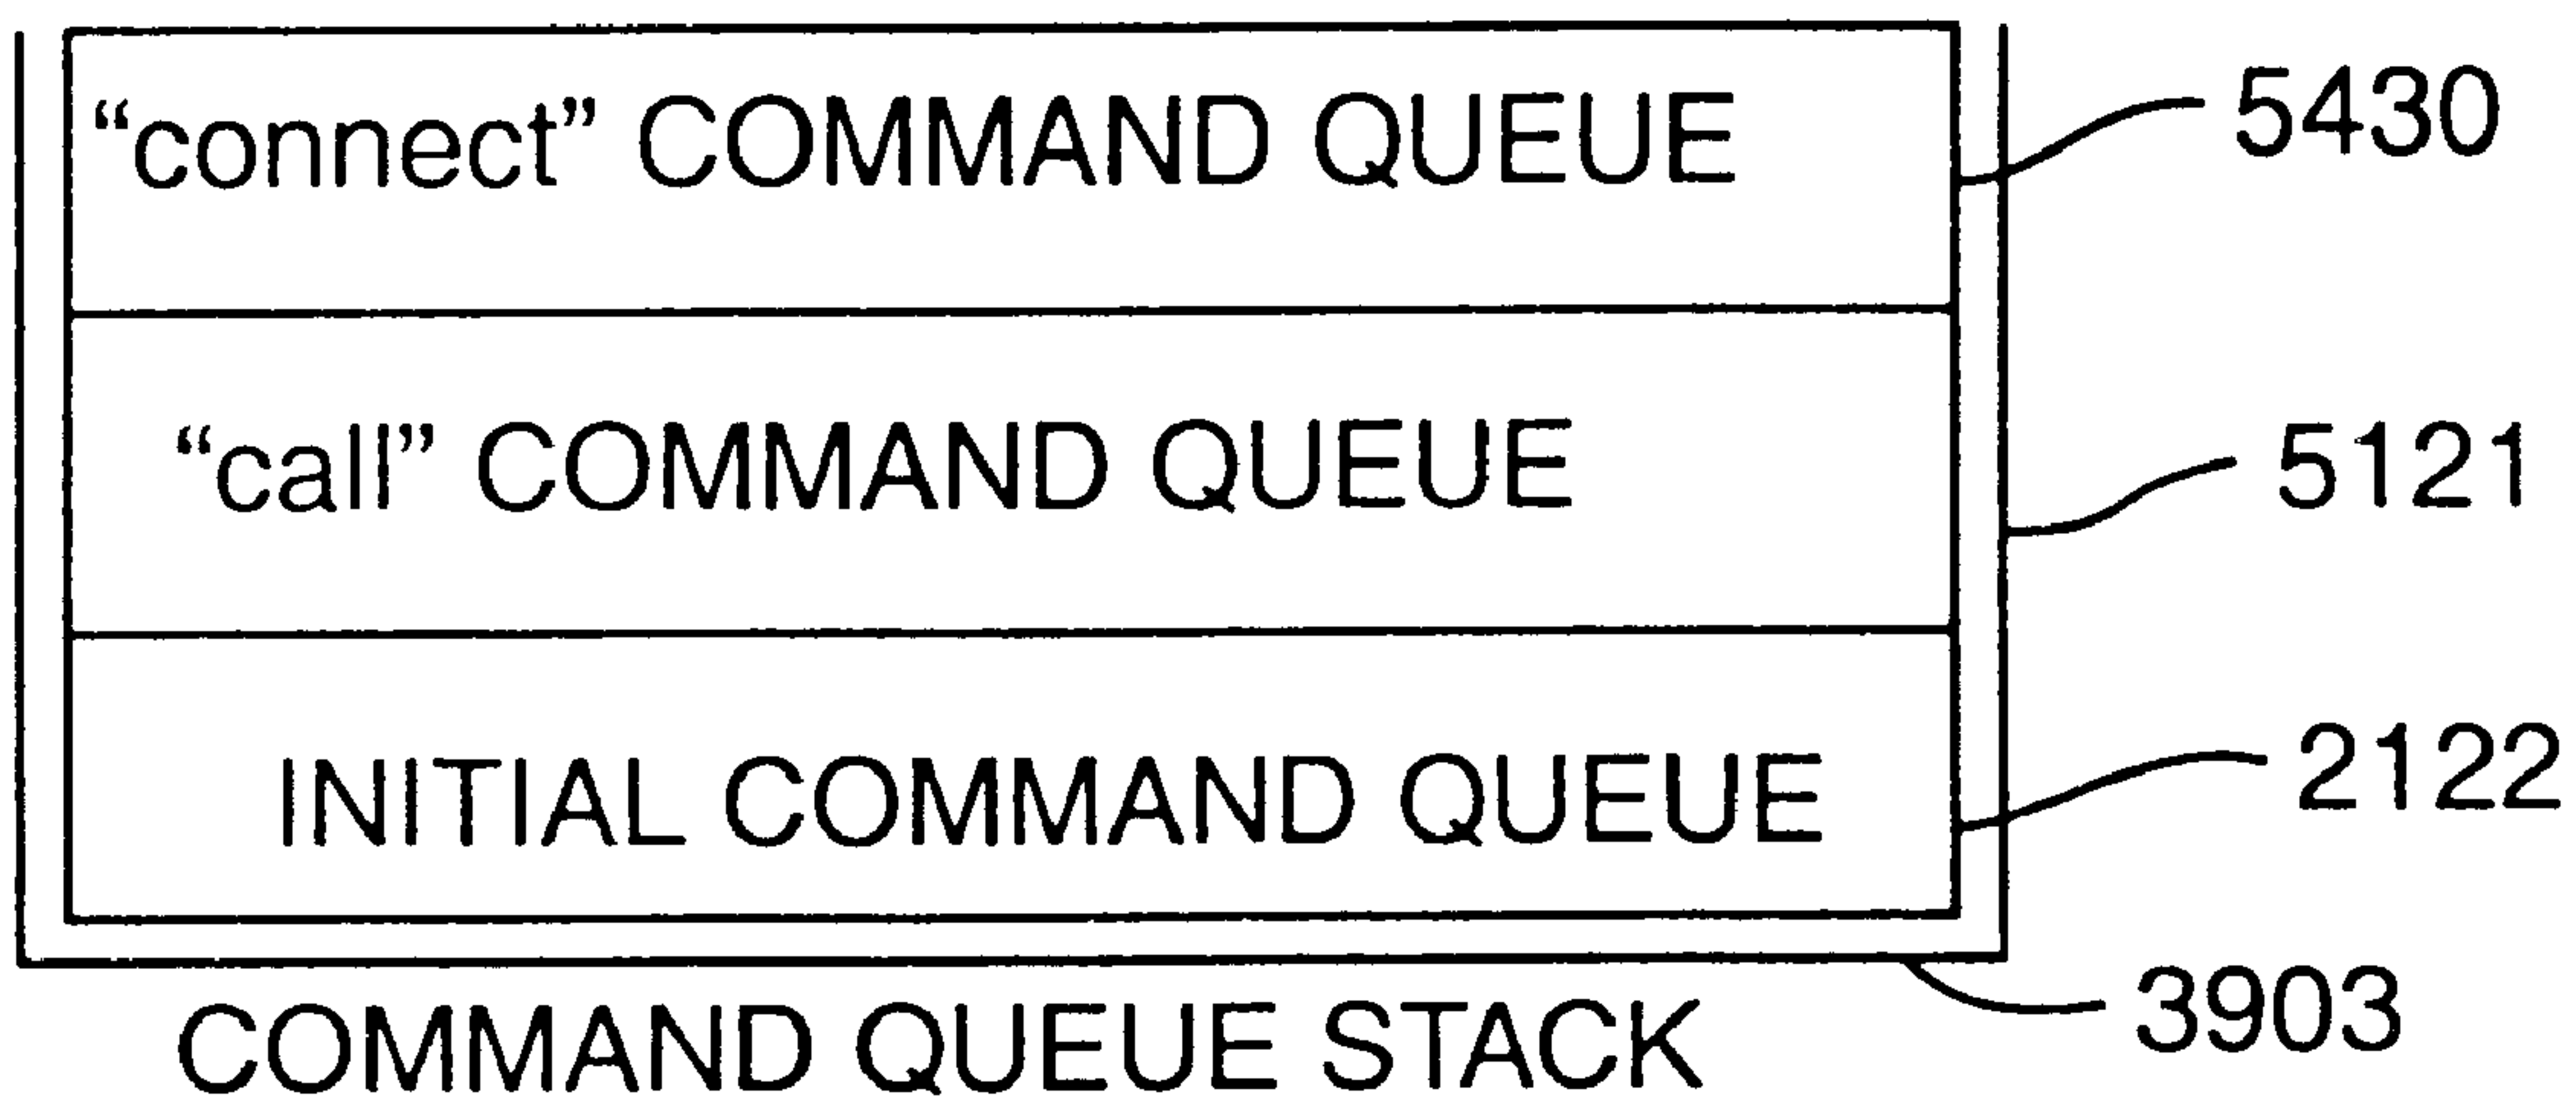 “connect” COMMAND QUEUE 5430
“call” COMMAND QUEUE 5121
INITIAL COMMAND QUEUE 2122
3903
COMMAND QUEUE STACK